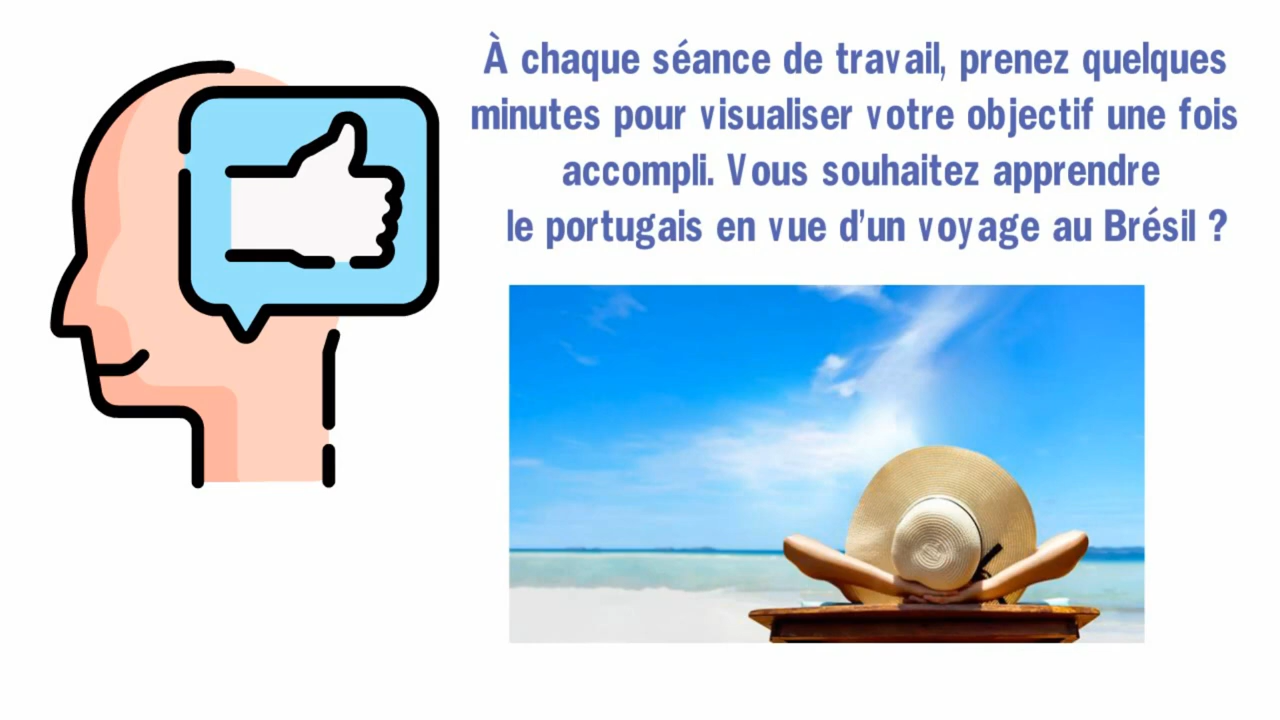 À chaque séance de travail, prenez quelques
minutes pour visualiser votre objectif une fois
accompli. Vous souhaitez apprendre
le portugais en vue d'un voyage au Brésil ?